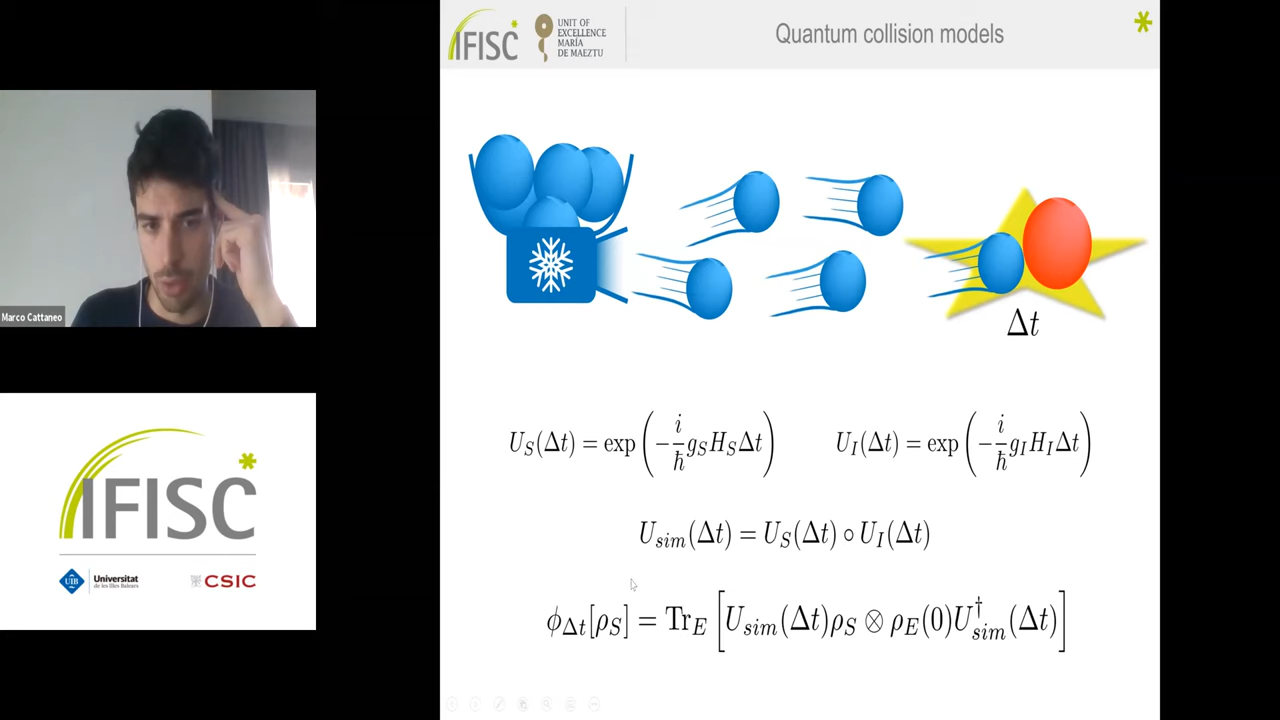 IFISC
UNIT OF
EXCELLENCE
MARÍA
DE MAEZTU
Quantum collision models
Δt
U_S(Δt) = exp(−i/ħ g_S H_S Δt)
U_I(Δt) = exp(−i/ħ g_I H_I Δt)
U_sim(Δt) = U_S(Δt) ∘ U_I(Δt)
ϕ_Δt[ρ_S] = Tr_E [U_sim(Δt)ρ_S ⊗ ρ_E(0)U†_sim(Δt)]
Marco Cattaneo
IFISC
UIB
Universitat
de les Illes Balears
CSIC